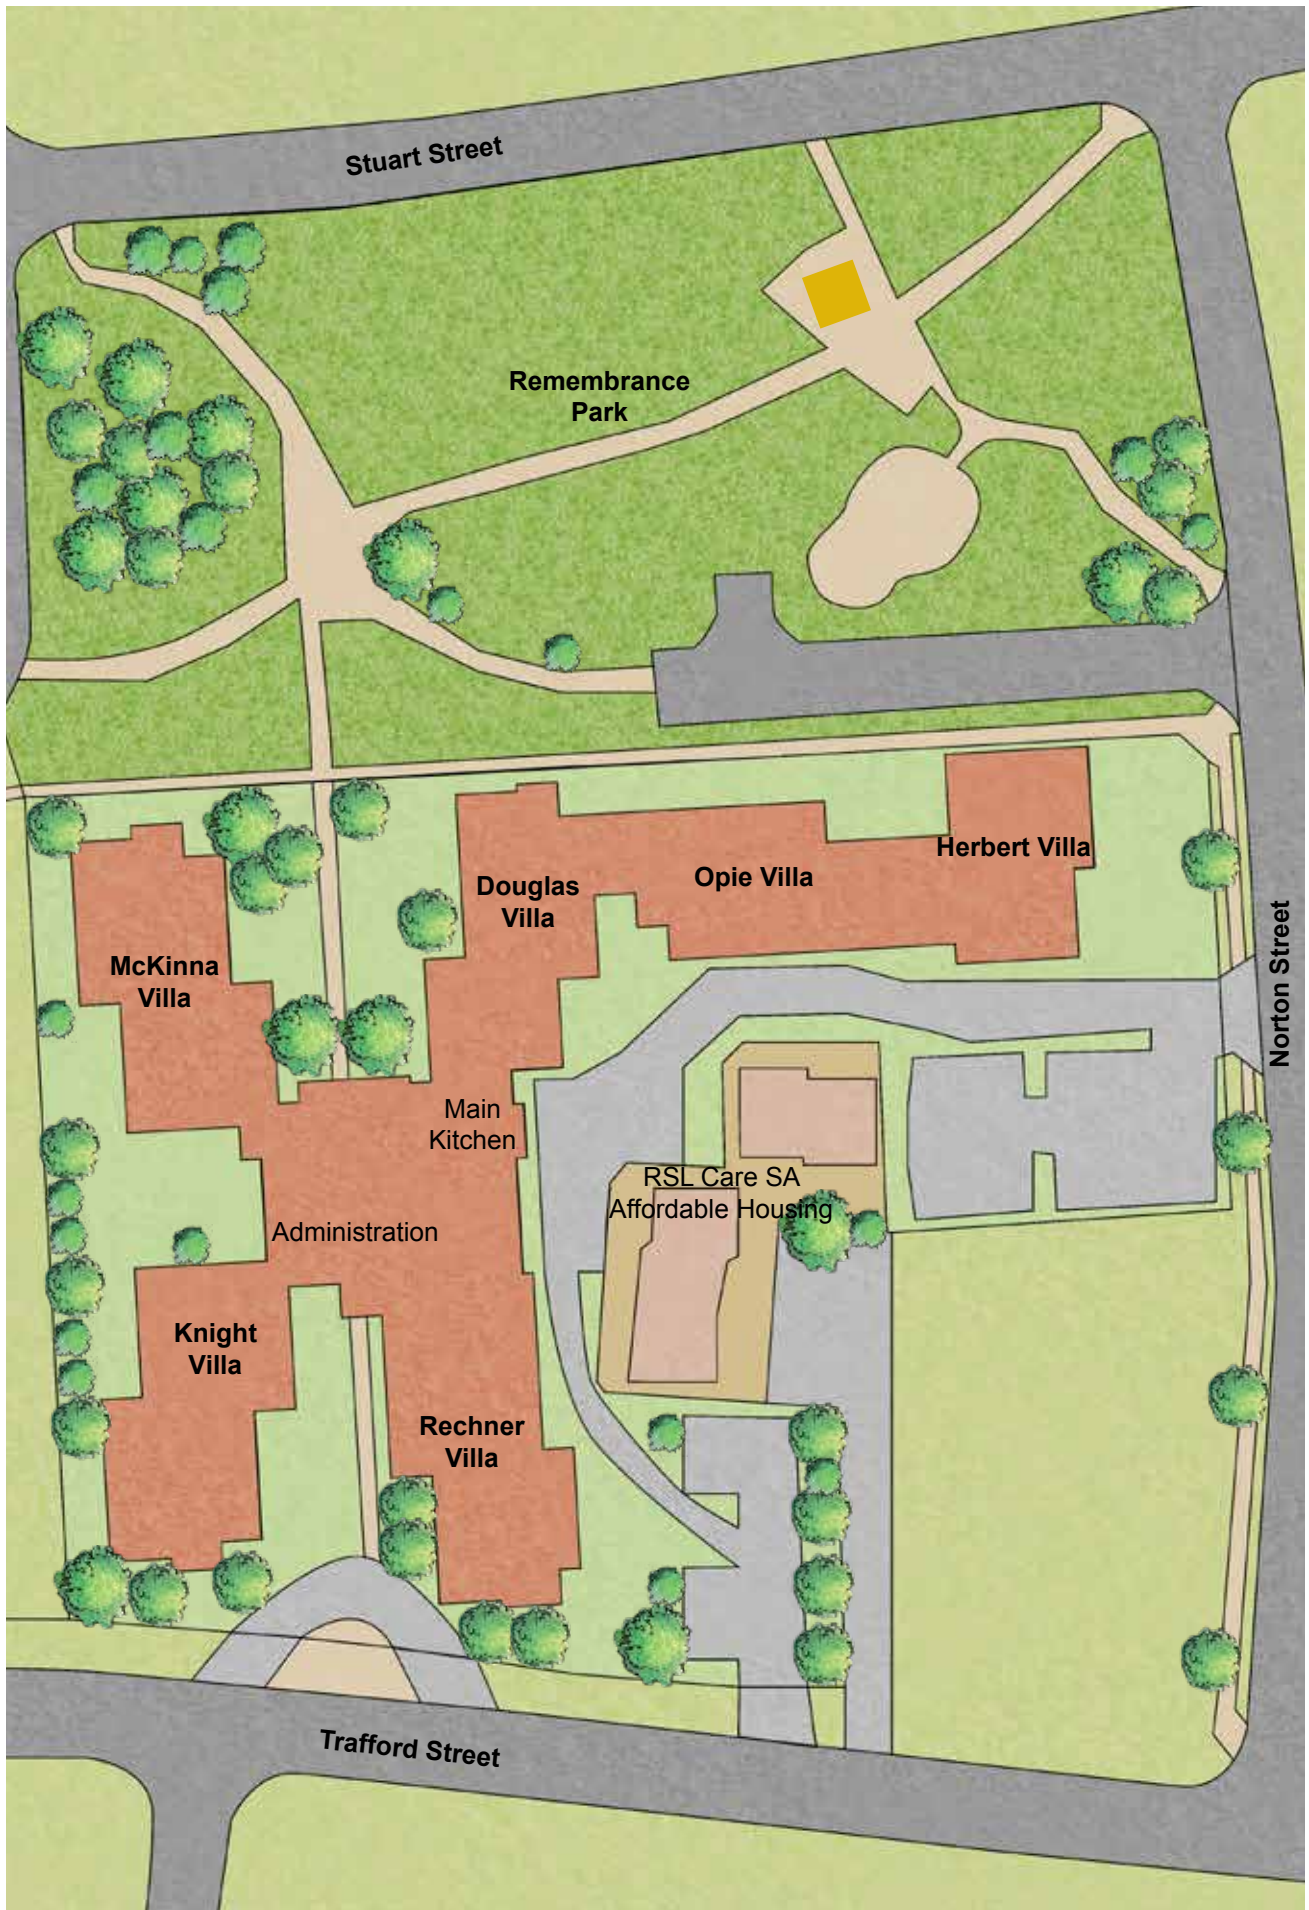 Stuart Street
Remembrance
Park
Herbert Villa
Opie Villa
Douglas
Villa
McKinna
Villa
Norton Street
Main
Kitchen
RSL Care SA
Affordable Housing
Administration
Knight
Villa
Rechner
Villa
Trafford Street